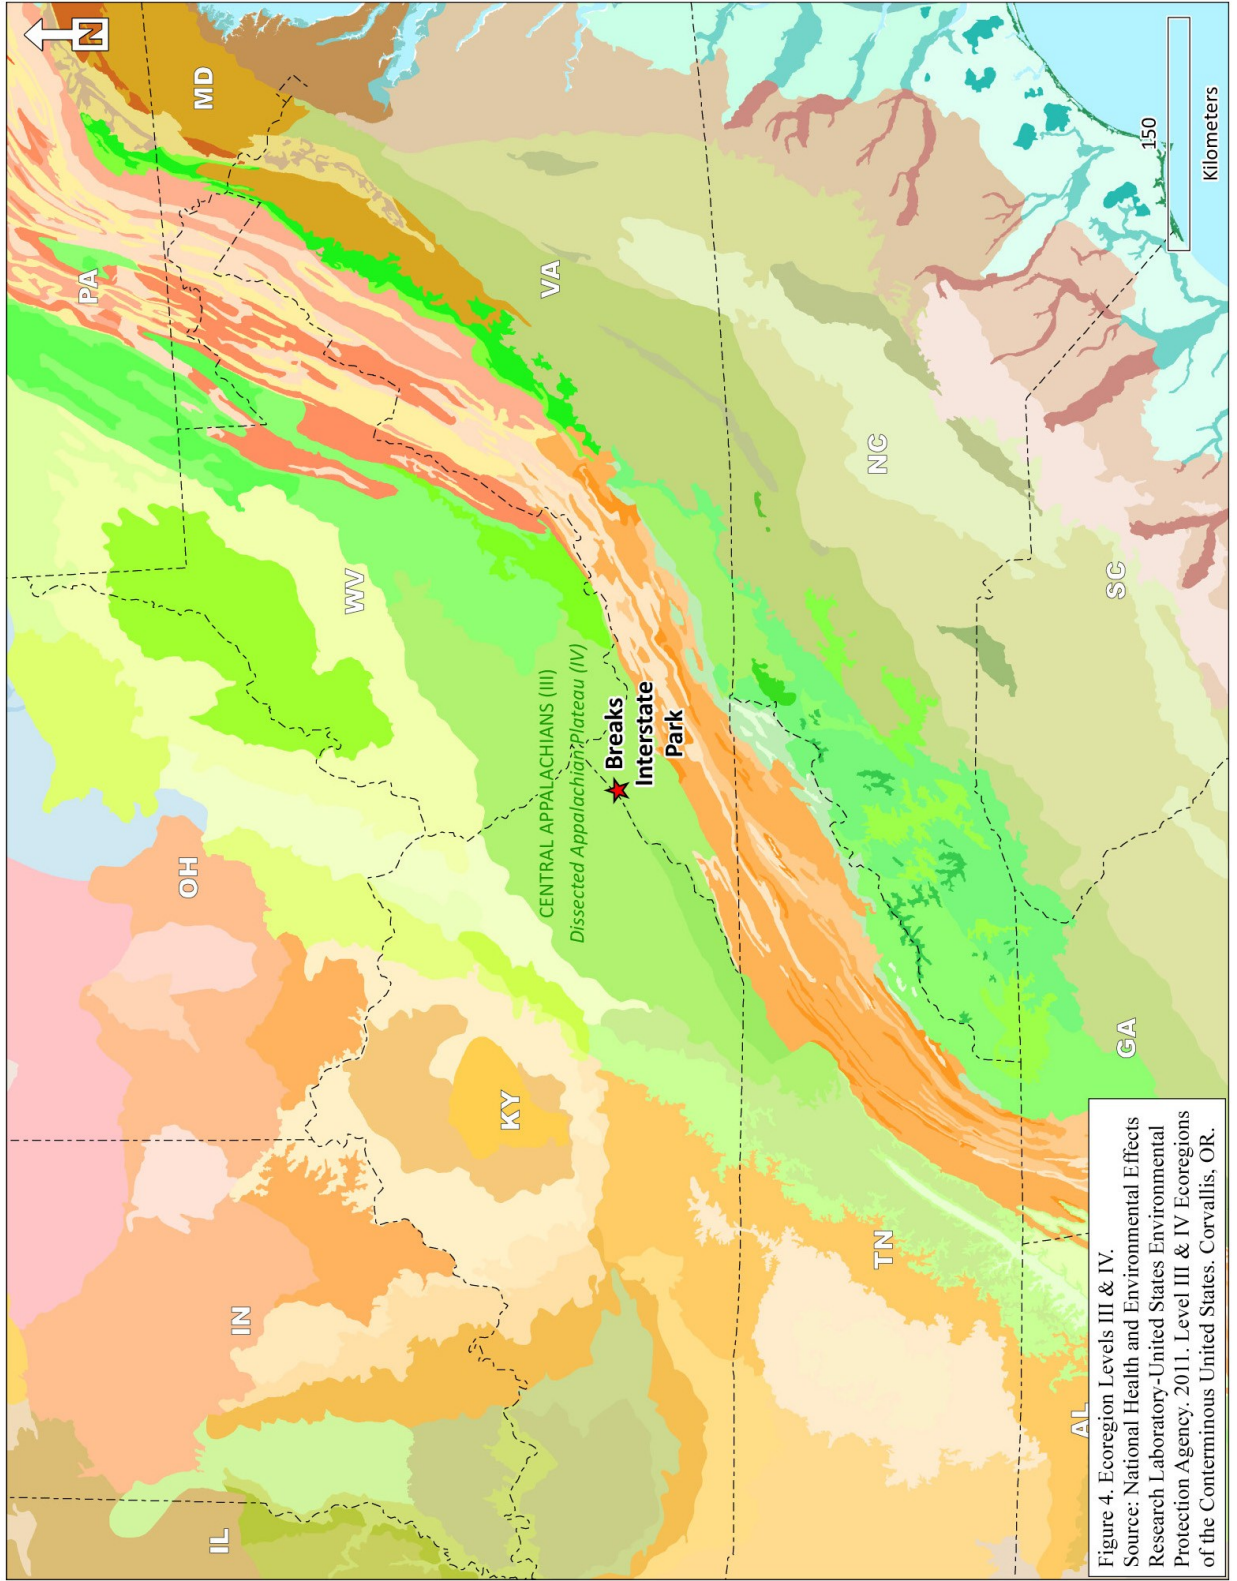 N
PA
MD
OH
WV
VA
IN
IL
KY
CENTRAL APPALACHIANS (III)
Dissected Appalachian Plateau (IV)
Breaks
Interstate
Park
NC
TN
SC
GA
AL
150
Kilometers
Figure 4. Ecoregion Levels III & IV.
Source: National Health and Environmental Effects
Research Laboratory-United States Environmental
Protection Agency. 2011. Level III & IV Ecoregions
of the Conterminous United States. Corvallis, OR.